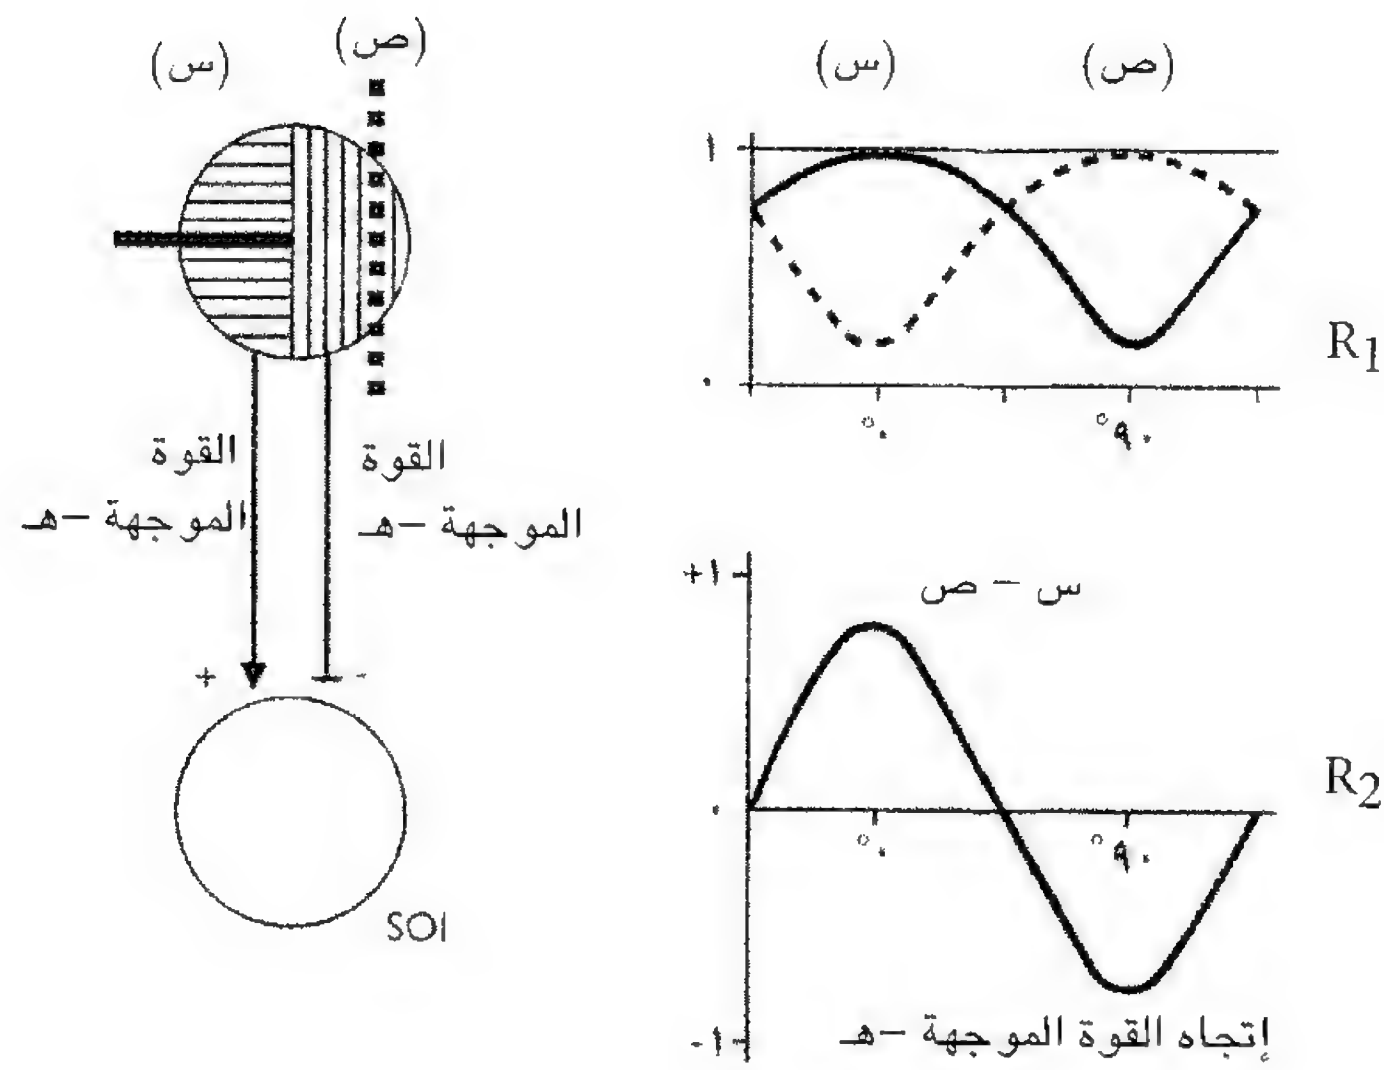 (س)
(ص)
القوة
الموجهة –هـ
القوة
الموجهة –هـ
+
-
SOI
(س)
(ص)
١
٠
°٠
°٩٠
R1
+١
س – ص
٠
°٠
°٩٠
R2
-١
إتجاه القوة الموجهة –هـ